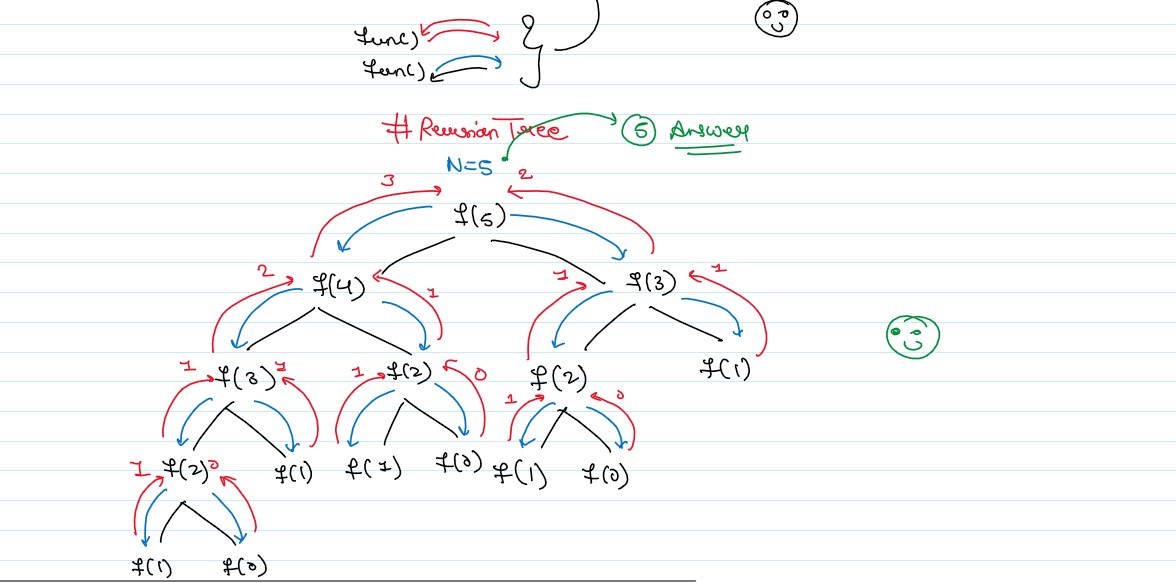 func()
func()
}
# Recursion Tree
5 Answer
N=5
3 2
f(5)
2 f(4) 1 1 f(3) 1
1 f(3) 1 1 f(2) 0 f(2) f(1)
1 0
1 f(2) 0 f(1) f(1) f(0) f(1) f(0)
f(1) f(0)